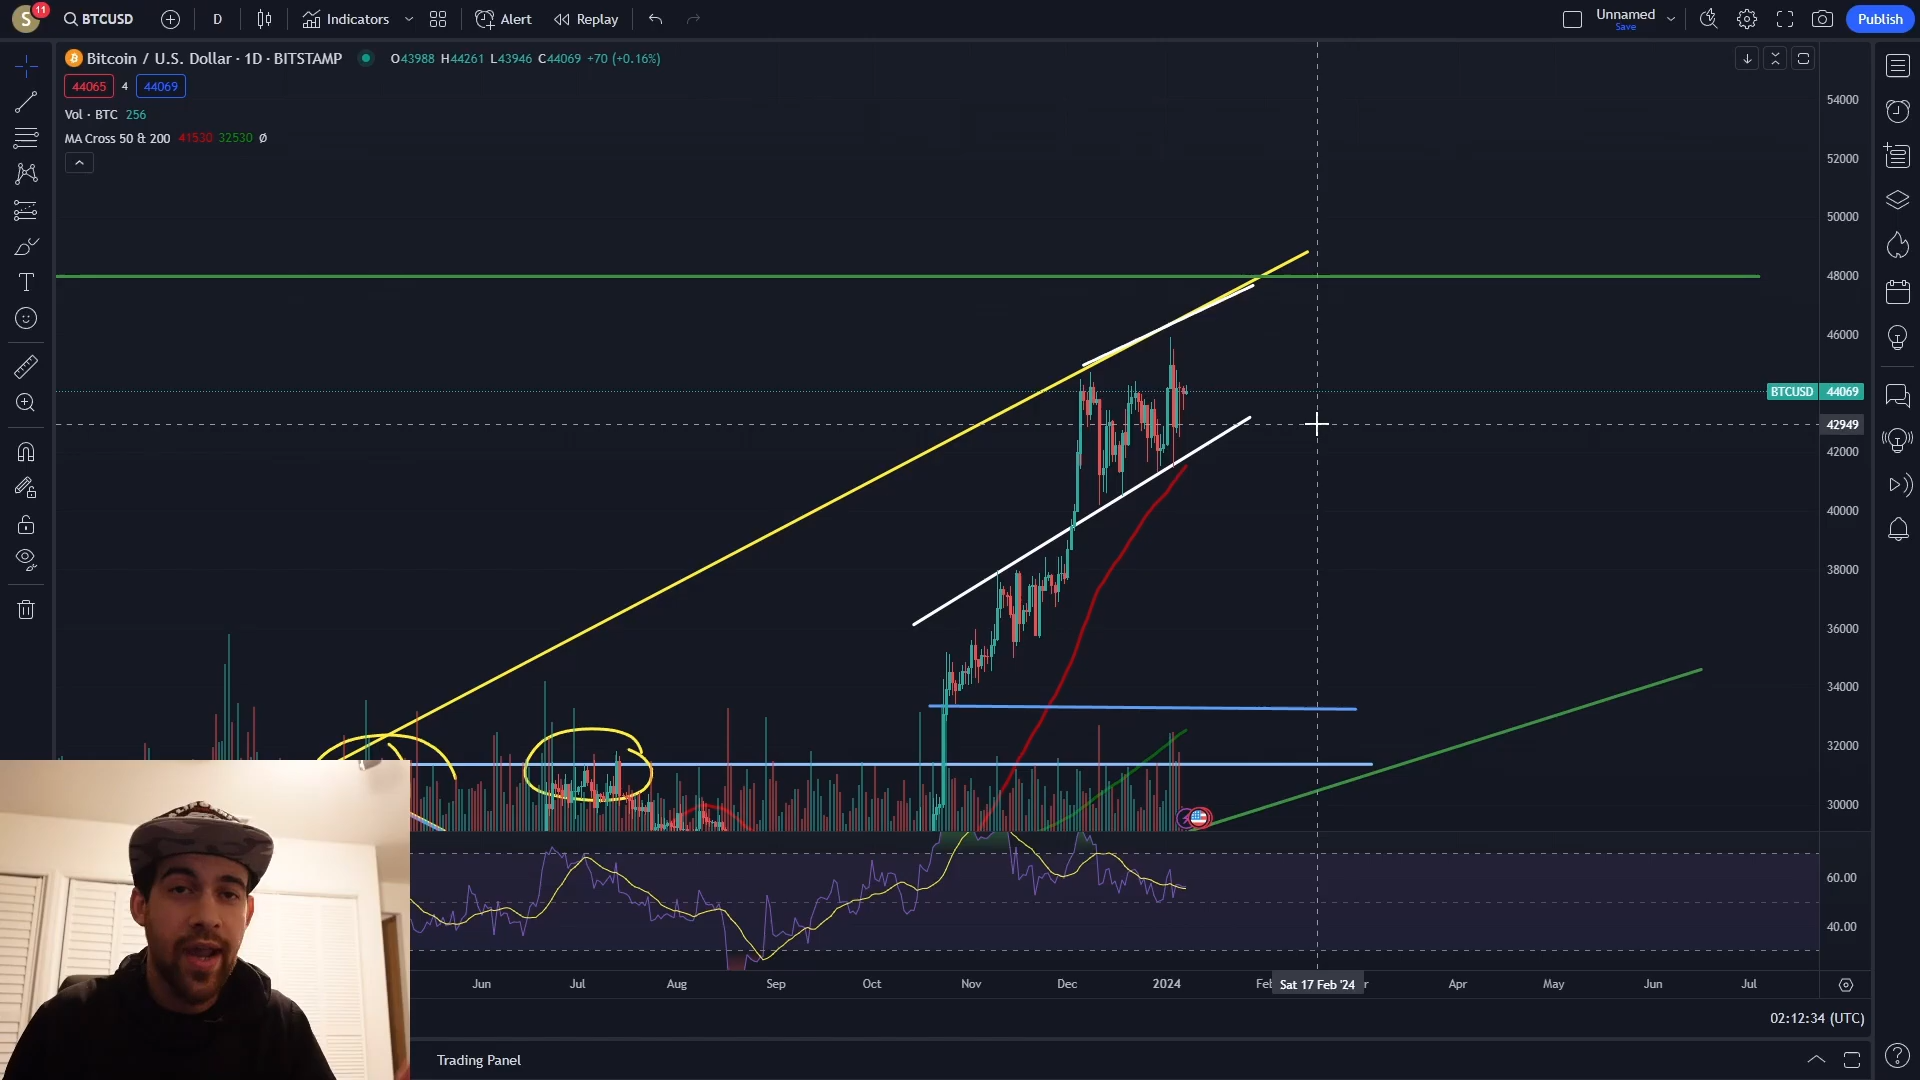 S 11 BTCUSD D Indicators Alert Replay Unnamed Save Publish
Bitcoin / U.S. Dollar · 1D · BITSTAMP O43988 H44261 L43946 C44069 +70 (+0.16%)
44065 4 44069
Vol · BTC 256
MA Cross 50 & 200 41530 32530 Ø
54000
52000
50000
48000
46000
BTCUSD 44069
42949
42000
40000
38000
36000
34000
32000
30000
60.00
40.00
Jun Jul Aug Sep Oct Nov Dec 2024 Feb Sat 17 Feb '24 r Apr May Jun Jul
02:12:34 (UTC)
Trading Panel